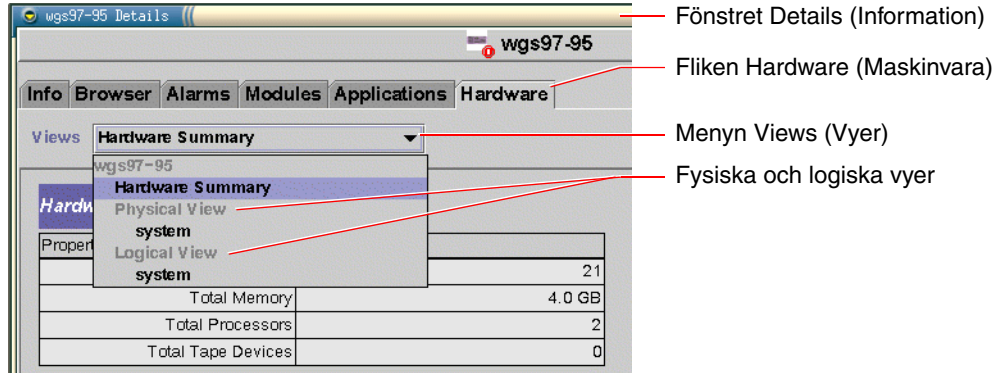 wgs97-95 Details
Fönstret Details (Information)
wgs97-95
Fliken Hardware (Maskinvara)
Info Browser Alarms Modules Applications Hardware
Views Hardware Summary
Menyn Views (Vyer)
wgs97-95
Hardware Summary
Fysiska och logiska vyer
Hardw
Physical View
system
Propert
Logical View
system
21
Total Memory 4.0 GB
Total Processors 2
Total Tape Devices 0